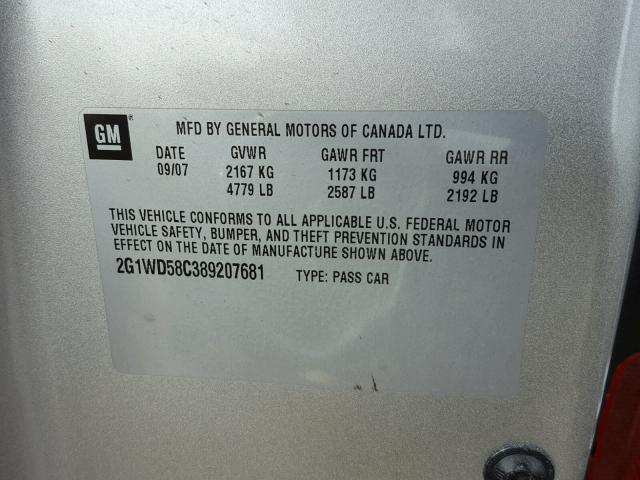 GM ®
MFD BY GENERAL MOTORS OF CANADA LTD.
DATE GVWR GAWR FRT GAWR RR
09/07 2167 KG 1173 KG 994 KG
4779 LB 2587 LB 2192 LB
THIS VEHICLE CONFORMS TO ALL APPLICABLE U.S. FEDERAL MOTOR
VEHICLE SAFETY, BUMPER, AND THEFT PREVENTION STANDARDS IN
EFFECT ON THE DATE OF MANUFACTURE SHOWN ABOVE.
2G1WD58C389207681 TYPE: PASS CAR